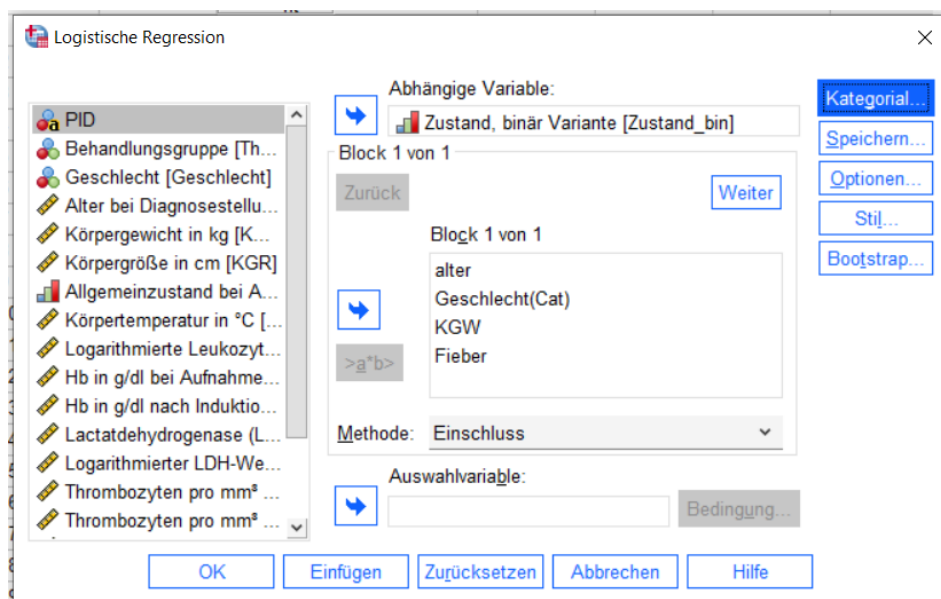 Logistische Regression
PID
Behandlungsgruppe [Th...
Geschlecht [Geschlecht]
Alter bei Diagnosestellu...
Körpergewicht in kg [K...
Körpergröße in cm [KGR]
Allgemeinzustand bei A...
Körpertemperatur in °C [...
Logarithmierte Leukozyt...
Hb in g/dl bei Aufnahme...
Hb in g/dl nach Induktio...
Lactatdehydrogenase (L...
Logarithmierter LDH-We...
Thrombozyten pro mm³ ...
Thrombozyten pro mm³ ...
Abhängige Variable:
Zustand, binär Variante [Zustand_bin]
Block 1 von 1
Zurück
Weiter
Block 1 von 1
alter
Geschlecht(Cat)
KGW
Fieber
>a*b>
Methode: Einschluss
Auswahlvariable:
Bedingung...
Kategorial...
Speichern...
Optionen...
Stil...
Bootstrap...
OK Einfügen Zurücksetzen Abbrechen Hilfe